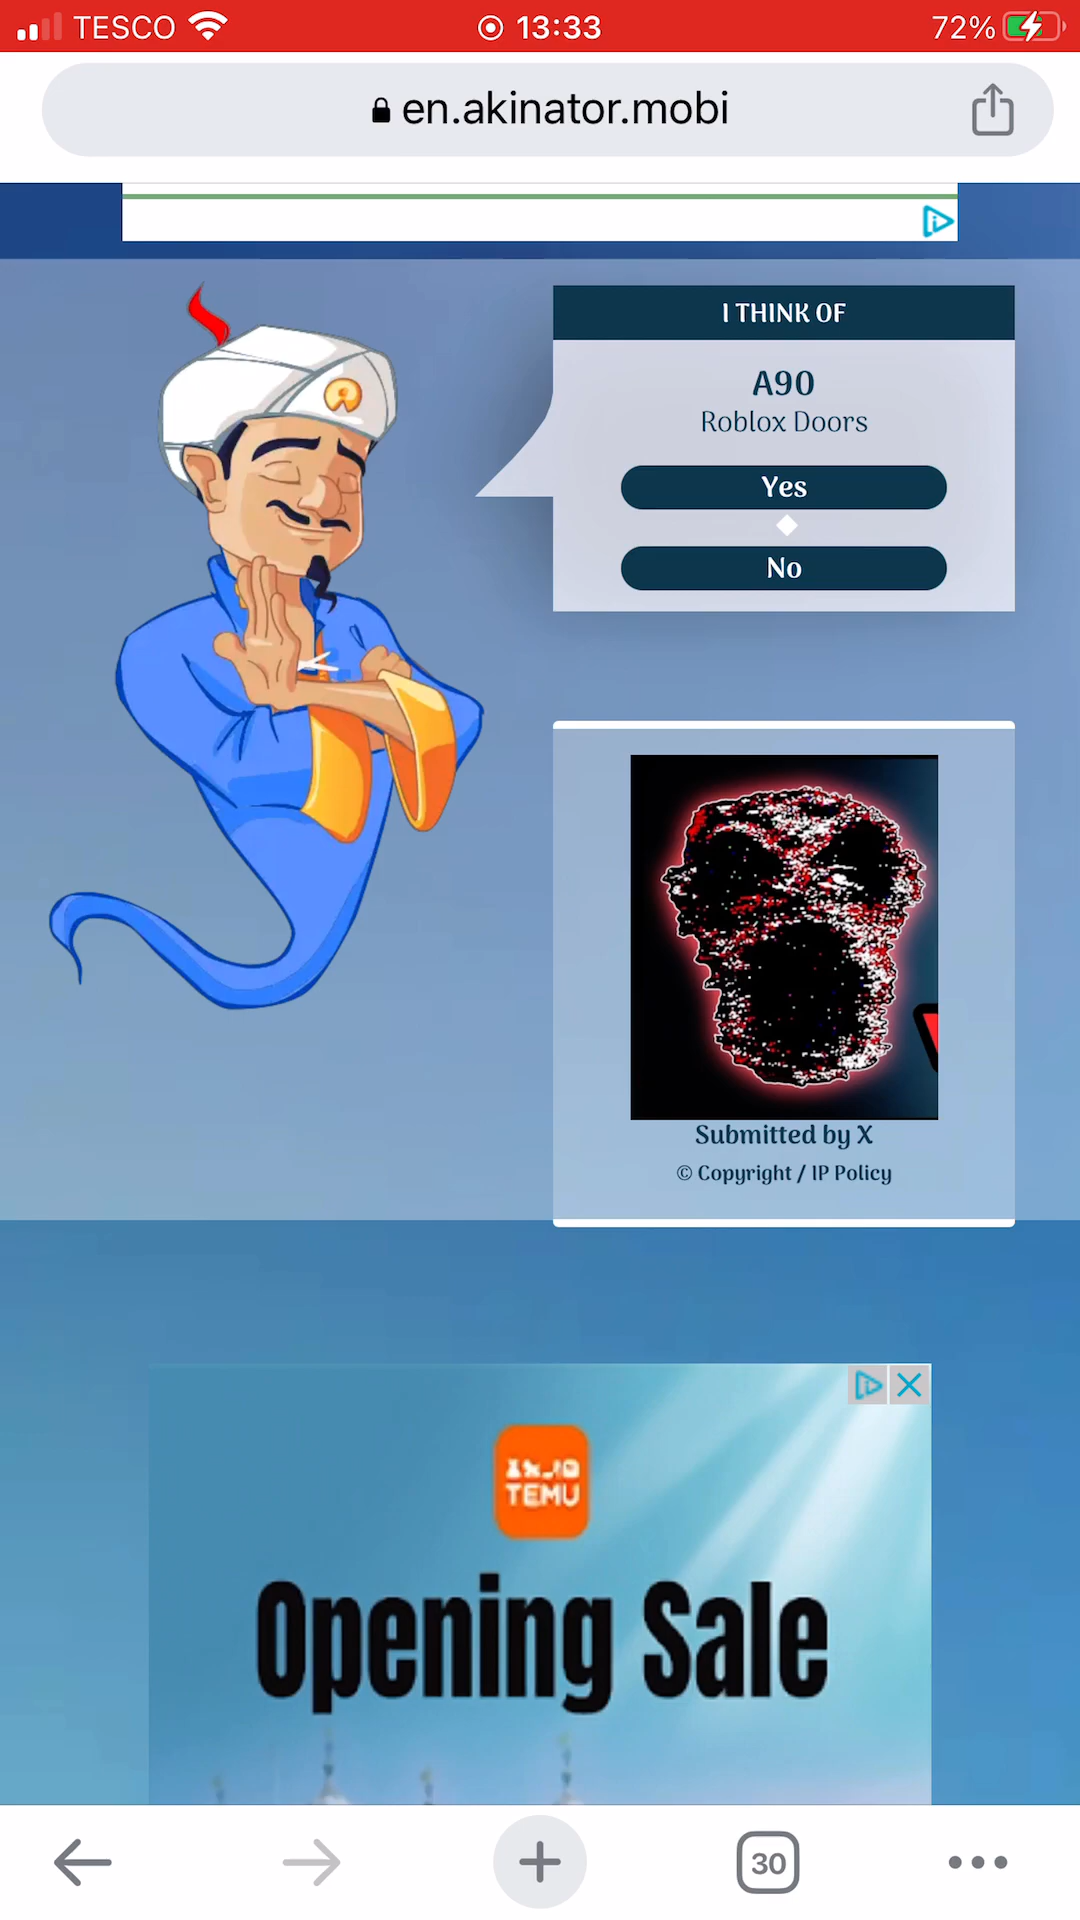 TESCO 13:33 72%
en.akinator.mobi
I THINK OF
A90
Roblox Doors
Yes
No
Submitted by X
© Copyright / IP Policy
TEMU
Opening Sale
30